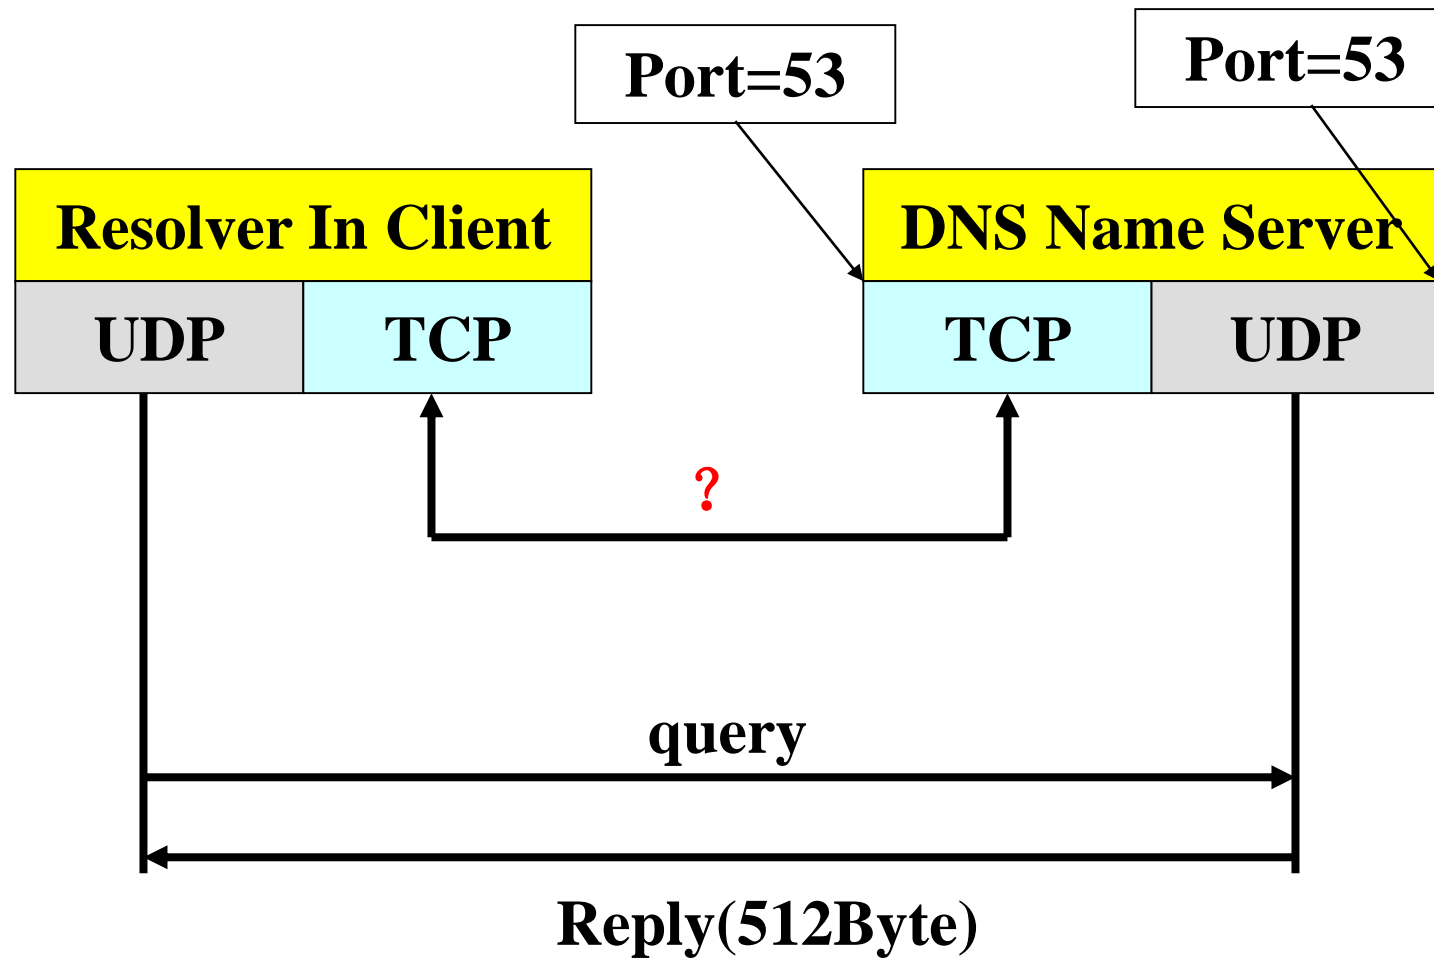 Port=53
Port=53
Resolver In Client
DNS Name Server
UDP
TCP
TCP
UDP
?
query
Reply(512Byte)